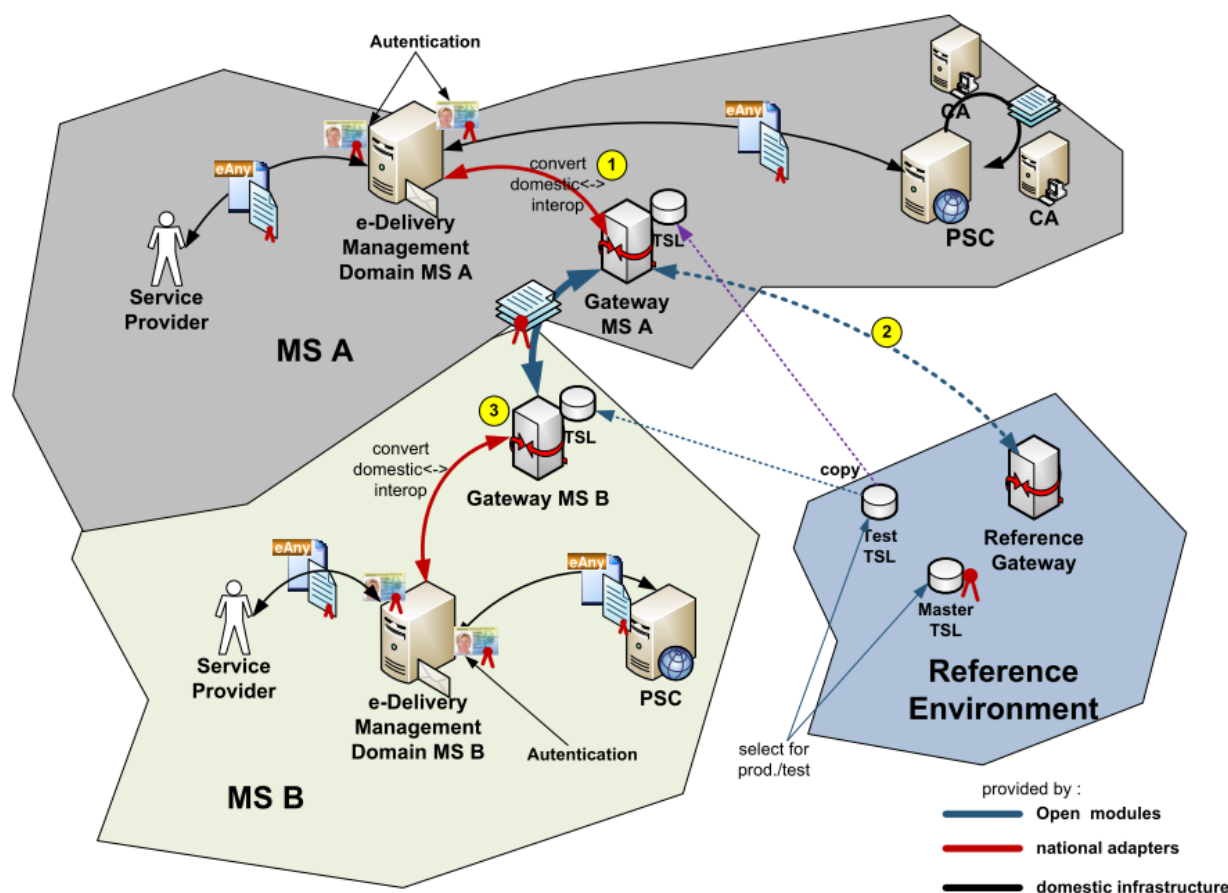 Autentication
CA
eAny
eAny
convert
domestic<->
interop
1
TSL
PSC
CA
e-Delivery
Management
Domain MS A
Service
Provider
Gateway
MS A
MS A
2
3
TSL
convert
domestic<->
interop
Gateway MS B
copy
Test
TSL
Reference
Gateway
Master
TSL
Reference
Environment
eAny
eAny
Service
Provider
e-Delivery
Management
Domain MS B
PSC
Autentication
MS B
select for
prod./test
provided by :
Open modules
national adapters
domestic infrastructure